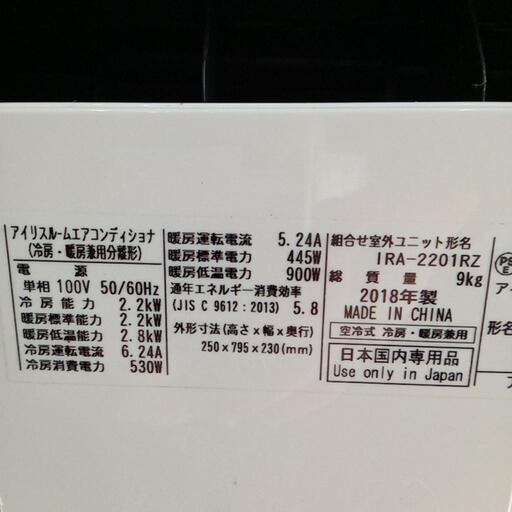 アイリスルームエアコンディショナ
(冷房・暖房兼用分離形)
電 源
単相 100V 50/60Hz
冷 房 能 力 2.2kW
暖房標準能力 2.2kW
暖房低温能力 2.8kW
冷房運転電流 6.24A
冷房消費電力 530W
暖房運転電流 5.24A
暖房標準電力 445W
暖房低温電力 900W
通年エネルギー消費効率
(JIS C 9612:2013) 5.8
外形寸法(高さ×幅×奥行)
250×795×230(mm)
組合せ室外ユニット形名
IRA-2201RZ
総 質 量 9kg
2018年製
MADE IN CHINA
空冷式 冷房・暖房兼用
日本国内専用品
Use only in Japan
PS
E
ア
形名